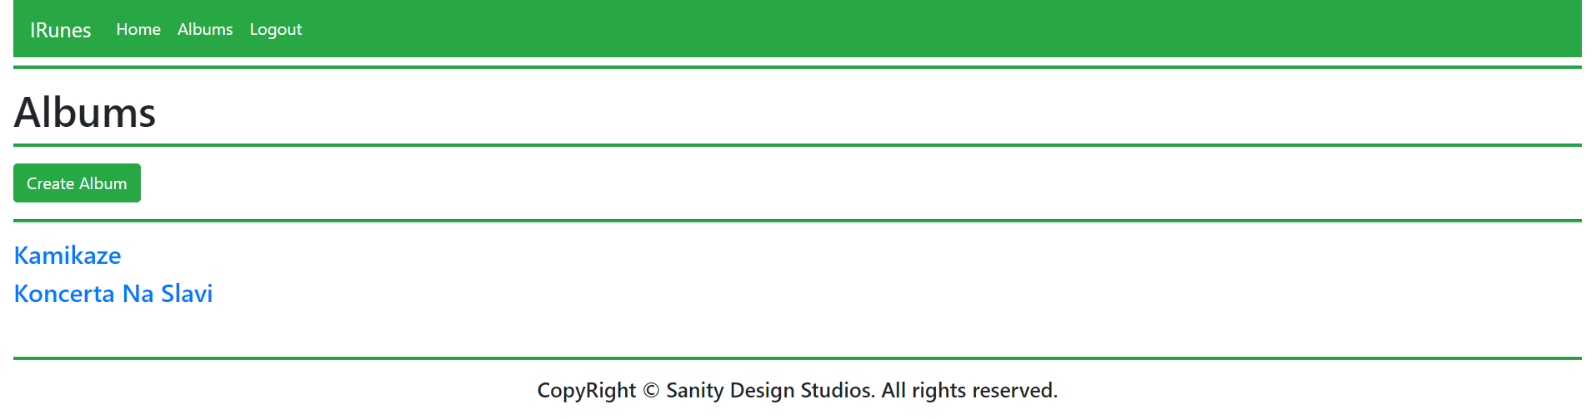 IRunes Home Albums Logout
Albums
Create Album
Kamikaze
Koncerta Na Slavi
CopyRight © Sanity Design Studios. All rights reserved.